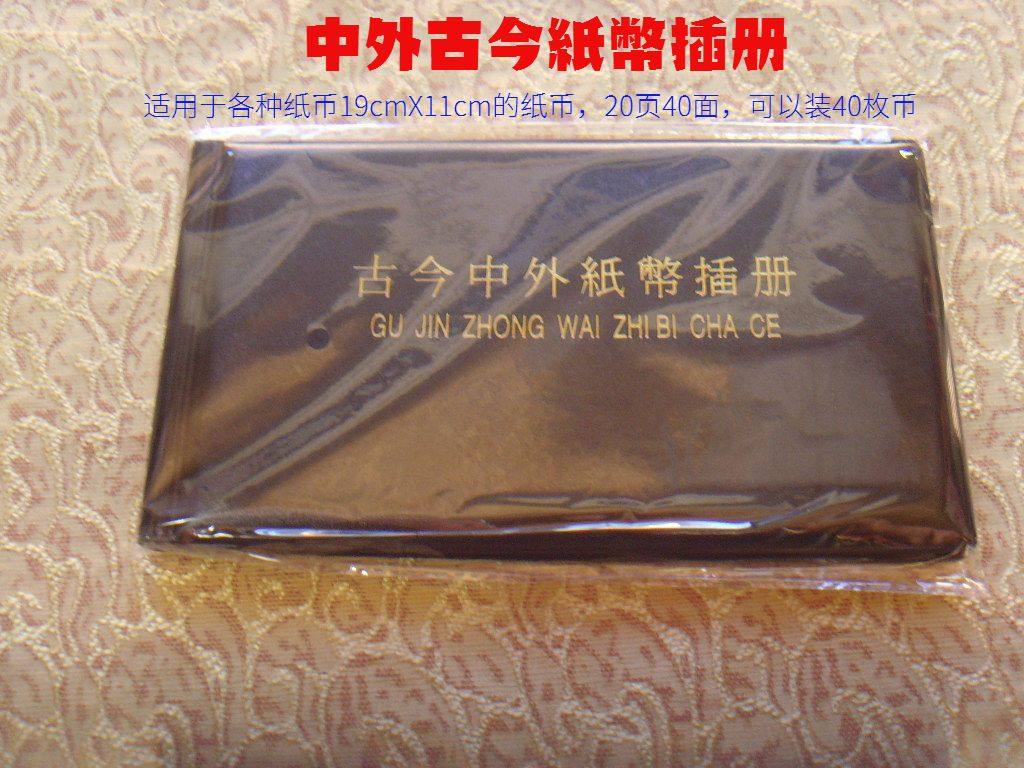 中外古今紙幣插册
适用于各种纸币19cmX11cm的纸币，20页40面，可以装40枚币
古今中外紙幣插册
GU JIN ZHONG WAI ZHI BI CHA CE